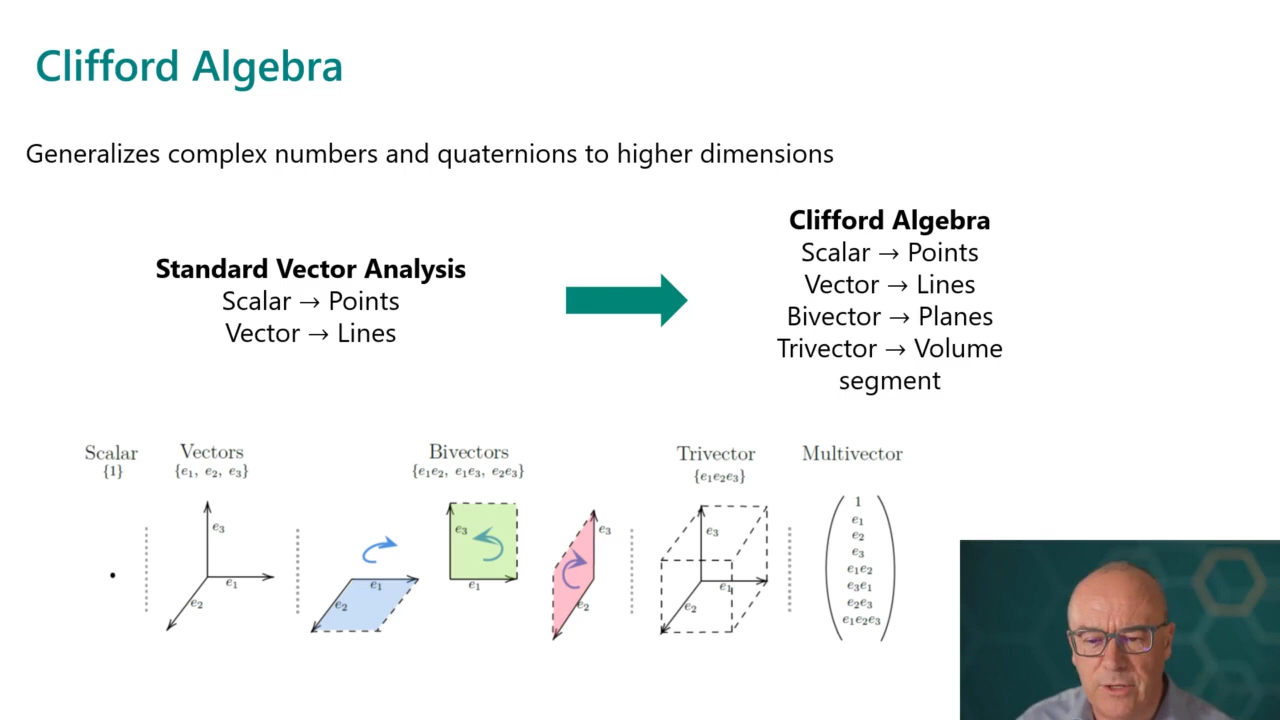 Clifford Algebra
Generalizes complex numbers and quaternions to higher dimensions
Standard Vector Analysis
Scalar → Points
Vector → Lines
Clifford Algebra
Scalar → Points
Vector → Lines
Bivector → Planes
Trivector → Volume
segment
Scalar
{1}
Vectors
{e₁, e₂, e₃}
Bivectors
{e₁e₂, e₁e₃, e₂e₃}
Trivector
{e₁e₂e₃}
Multivector
e₃
e₁
e₂
e₁
e₂
e₃
e₁
e₃
e₂
e₃
e₁
e₂
1
e₁
e₂
e₃
e₁e₂
e₃e₁
e₂e₃
e₁e₂e₃